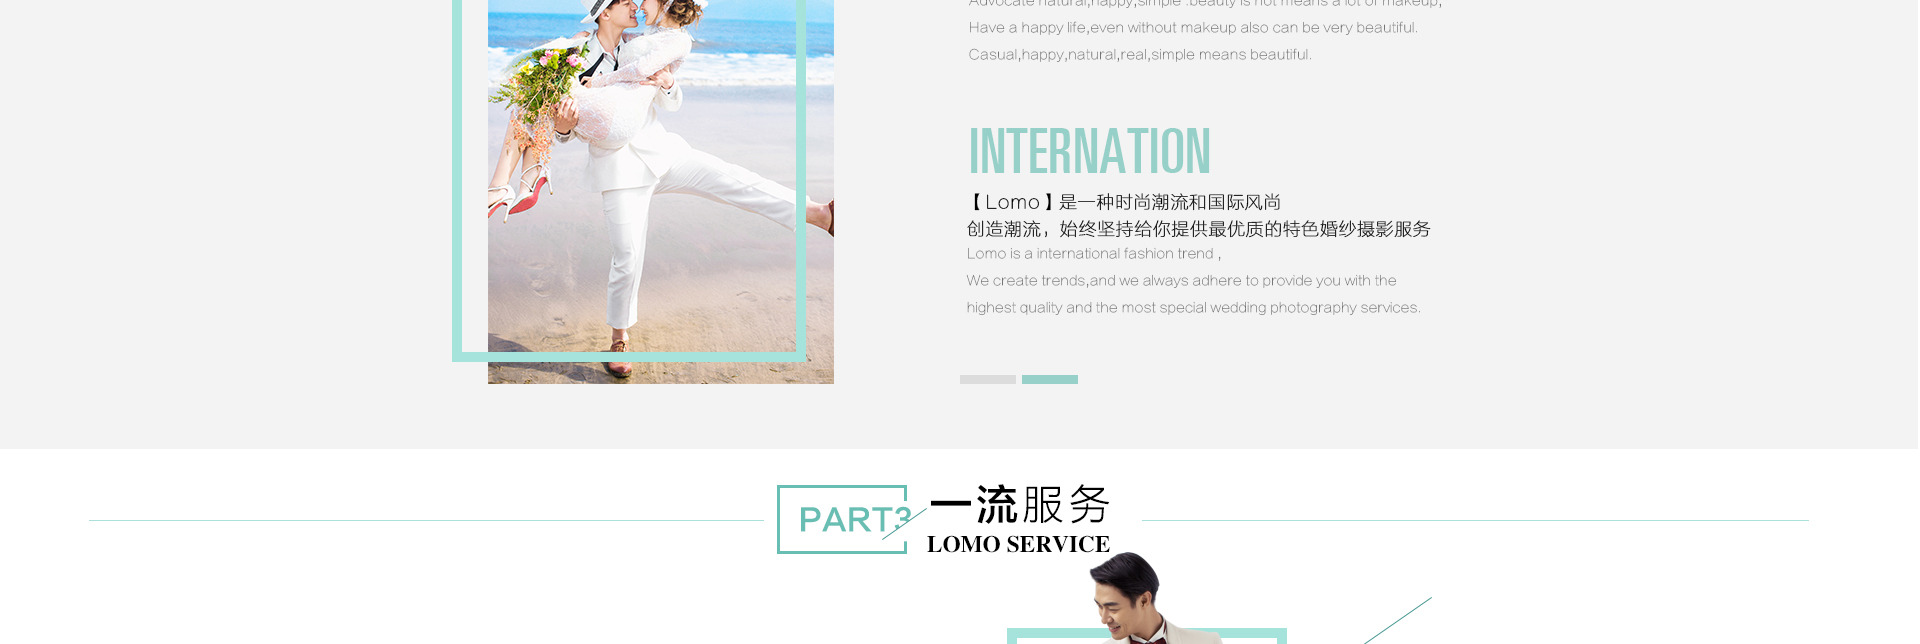 Advocate natural,happy,simple .beauty is not means a lot of makeup,
Have a happy life,even without makeup also can be very beautiful.
Casual,happy,natural,real,simple means beautiful.
INTERNATION
【Lomo】是一种时尚潮流和国际风尚
创造潮流，始终坚持给你提供最优质的特色婚纱摄影服务
Lomo is a international fashion trend ,
We create trends,and we always adhere to provide you with the
highest quality and the most special wedding photography services.
PART3
一流服务
LOMO SERVICE